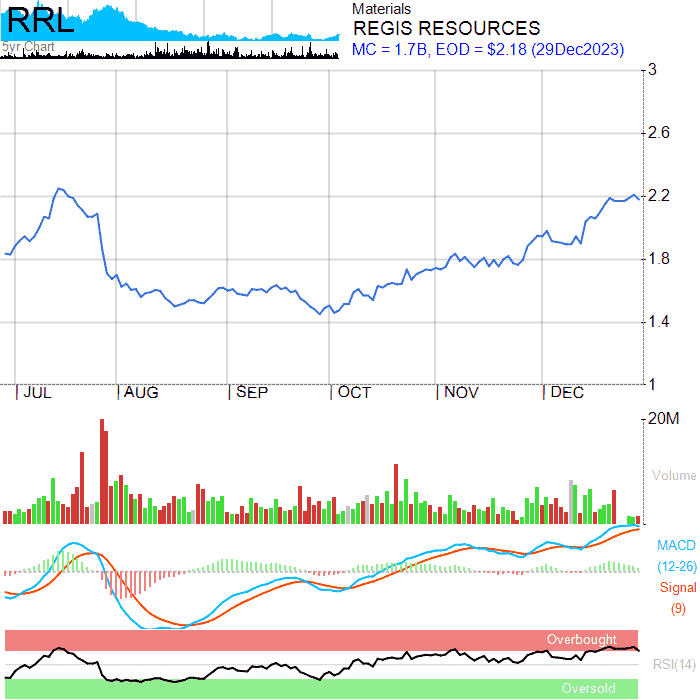 RRL
5yr Chart
Materials
REGIS RESOURCES
MC = 1.7B, EOD = $2.18 (29Dec2023)
3
2.6
2.2
1.8
1.4
1
JUL AUG SEP OCT NOV DEC
20M
Volume
MACD
(12-26)
Signal
(9)
Overbought
RSI(14)
Oversold